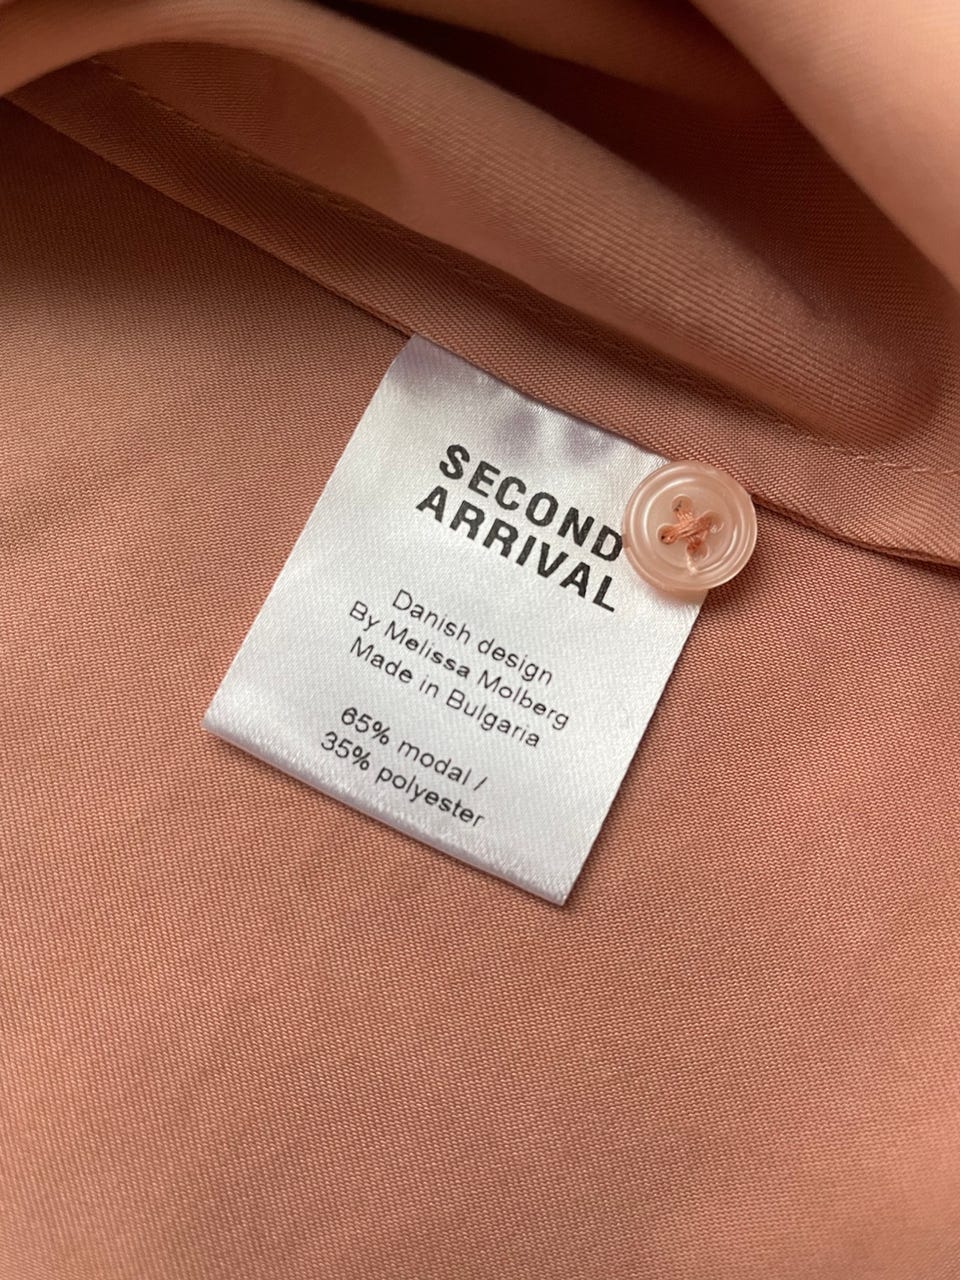 SECOND
ARRIVAL
Danish design
By Melissa Molberg
Made in Bulgaria
65% modal /
35% polyester